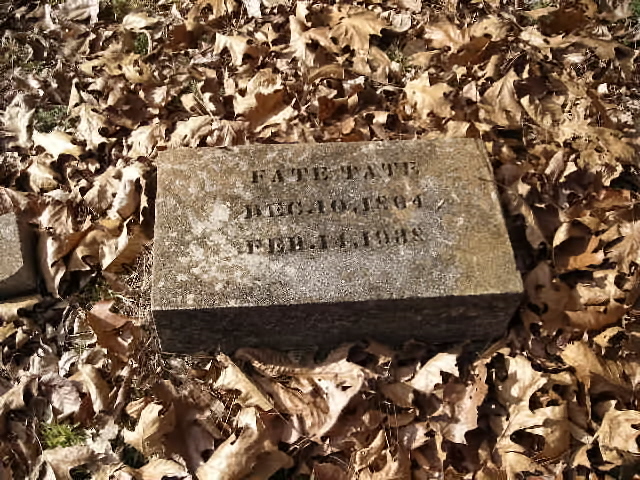 FATE TATE
DEC. 10, 1864
FEB. 14, 1938